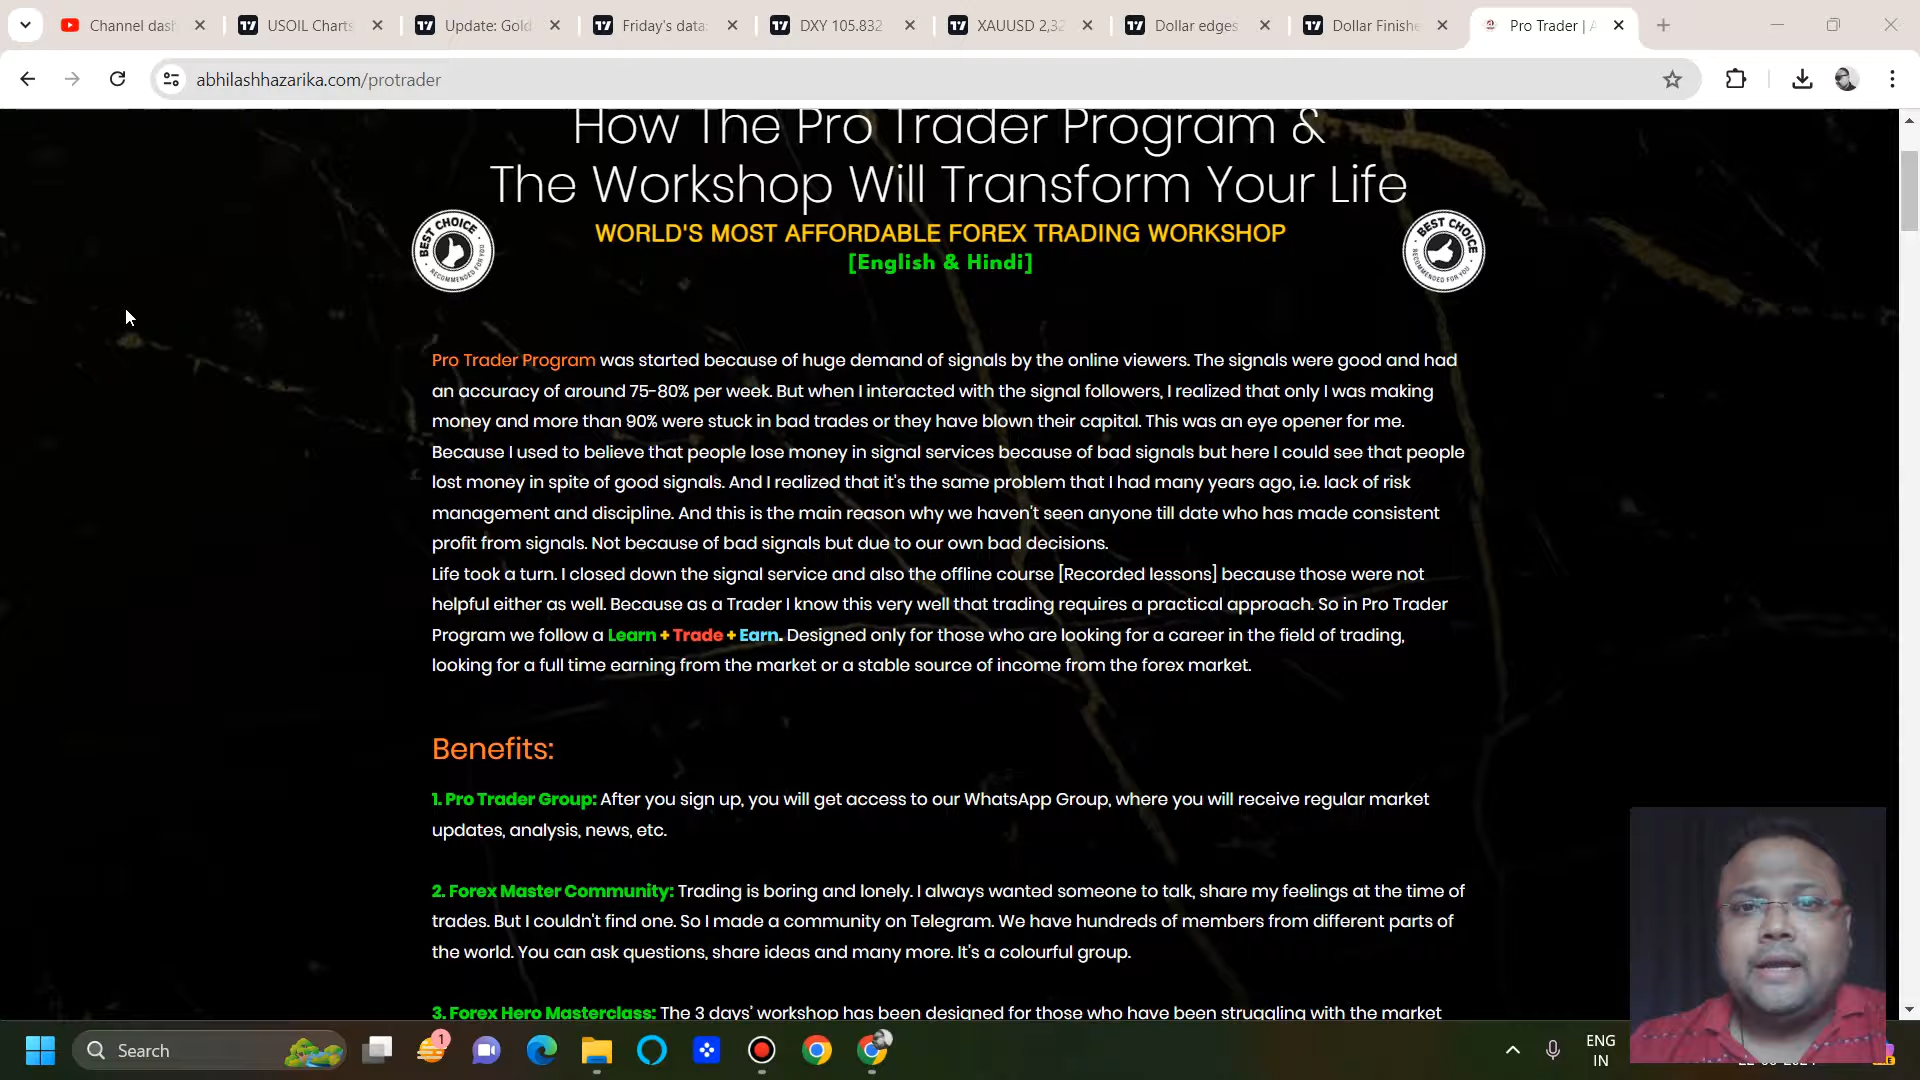 Channel dash
USOIL Charts
Update: Gold
Friday's data:
DXY 105.832
XAUUSD 2,32
Dollar edges
Dollar Finishe
Pro Trader | A
abhilashhazarika.com/protrader
How The Pro Trader Program &
The Workshop Will Transform Your Life
WORLD'S MOST AFFORDABLE FOREX TRADING WORKSHOP
[English & Hindi]
BEST CHOICE
RECOMMENDED FOR YOU
BEST CHOICE
RECOMMENDED FOR YOU
Pro Trader Program was started because of huge demand of signals by the online viewers. The signals were good and had
an accuracy of around 75-80% per week. But when I interacted with the signal followers, I realized that only I was making
money and more than 90% were stuck in bad trades or they have blown their capital. This was an eye opener for me.
Because I used to believe that people lose money in signal services because of bad signals but here I could see that people
lost money in spite of good signals. And I realized that it's the same problem that I had many years ago, i.e. lack of risk
management and discipline. And this is the main reason why we haven't seen anyone till date who has made consistent
profit from signals. Not because of bad signals but due to our own bad decisions.
Life took a turn. I closed down the signal service and also the offline course [Recorded lessons] because those were not
helpful either as well. Because as a Trader I know this very well that trading requires a practical approach. So in Pro Trader
Program we follow a Learn + Trade + Earn. Designed only for those who are looking for a career in the field of trading,
looking for a full time earning from the market or a stable source of income from the forex market.
Benefits:
1. Pro Trader Group: After you sign up, you will get access to our WhatsApp Group, where you will receive regular market
updates, analysis, news, etc.
2. Forex Master Community: Trading is boring and lonely. I always wanted someone to talk, share my feelings at the time of
trades. But I couldn't find one. So I made a community on Telegram. We have hundreds of members from different parts of
the world. You can ask questions, share ideas and many more. It's a colourful group.
3. Forex Hero Masterclass: The 3 days' workshop has been designed for those who have been struggling with the market
Search
1
ENG
IN